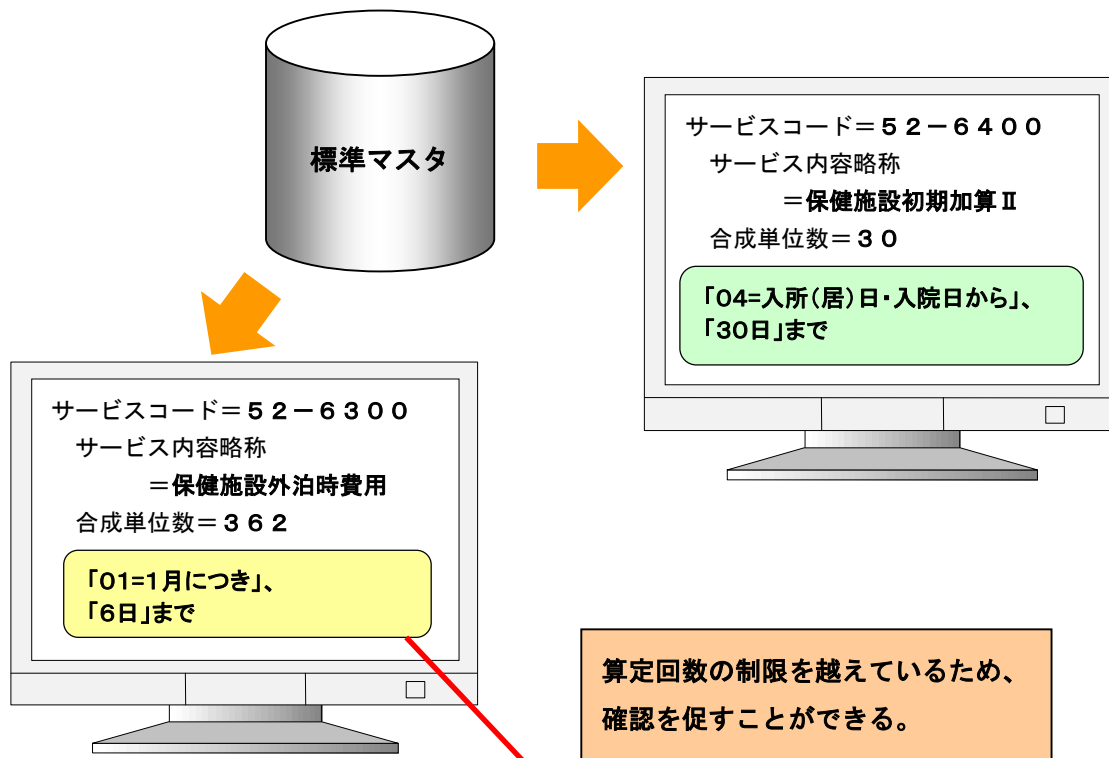 標準マスタ
サービスコード＝５２－６４００
サービス内容略称
＝保健施設初期加算Ⅱ
合成単位数＝３０
「04=入所(居)日・入院日から」、
「30日」まで
サービスコード＝５２－６３００
サービス内容略称
＝保健施設外泊時費用
合成単位数＝３６２
「01=1月につき」、
「6日」まで
算定回数の制限を越えているため、
確認を促すことができる。